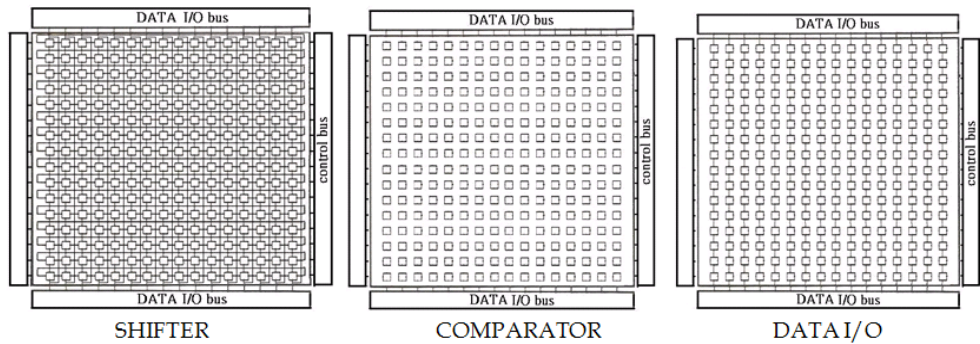 DATA I/O bus
DATA I/O bus
DATA I/O bus
control bus
control bus
control bus
DATA I/O bus
DATA I/O bus
DATA I/O bus
SHIFTER
COMPARATOR
DATA I/O